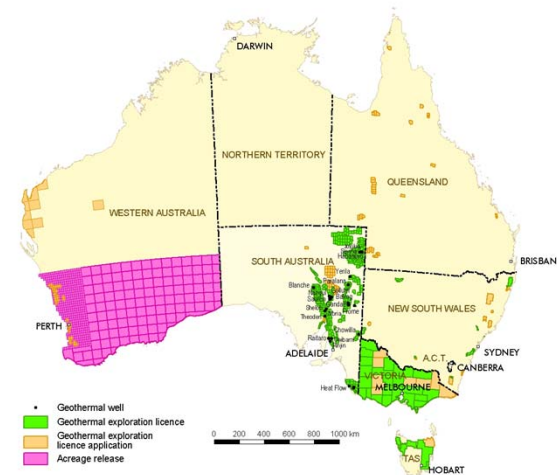 DARWIN
NORTHERN TERRITORY
QUEENSLAND
WESTERN AUSTRALIA
SOUTH AUSTRALIA
Yerila
Blanche
BRISBAN
NEW SOUTH WALES
PERTH
Chowilla
ADELAIDE
A.C.T.
SYDNEY
CANBERRA
VICTORIA
MELBOURNE
Heat Flow
TAS
HOBART
Geothermal well
Geothermal exploration licence
Geothermal exploration
licence application
Acreage release
0 200 400 600 800 1000 km